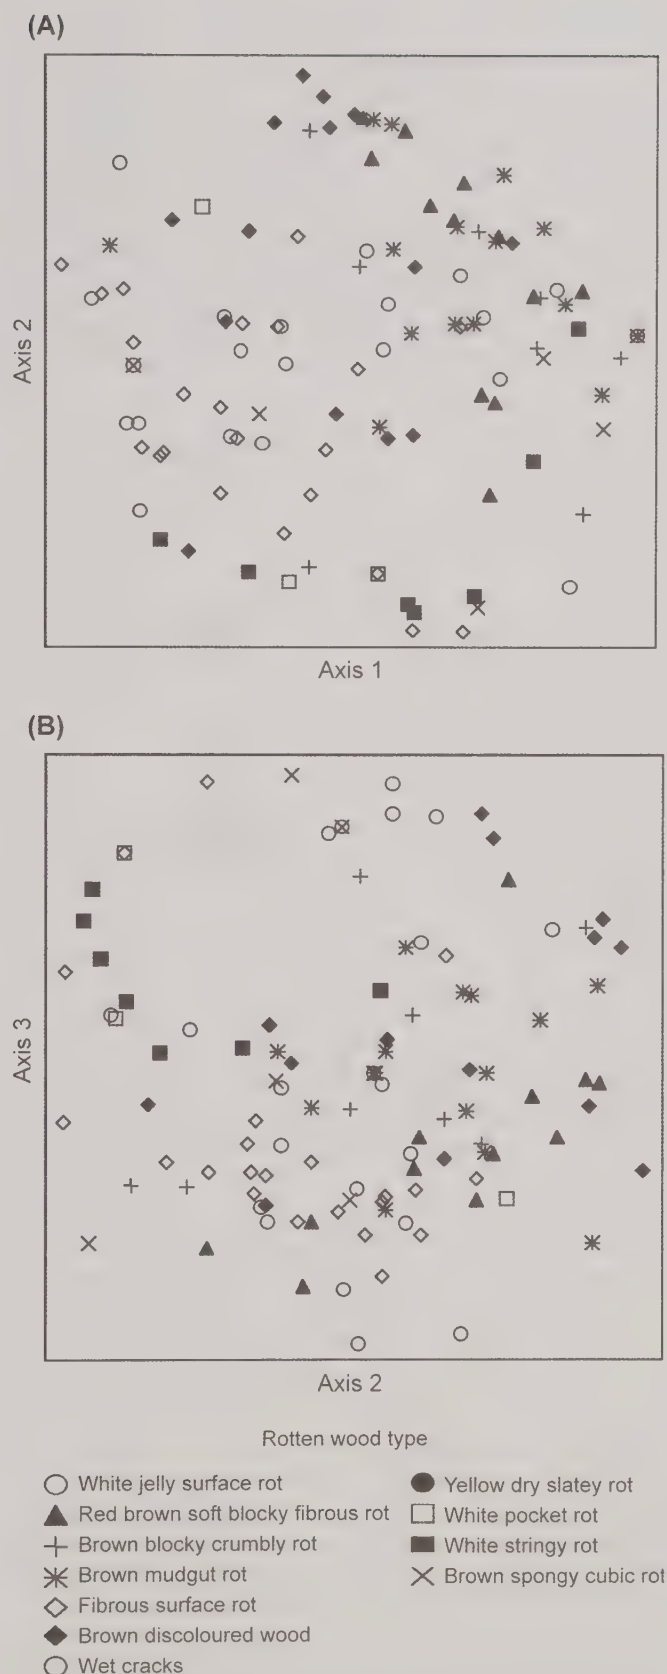 (A)
Axis 2
Axis 1
(B)
Axis 3
Axis 2
Rotten wood type
White jelly surface rot
Red brown soft blocky fibrous rot
Brown blocky crumbly rot
Brown mudgut rot
Fibrous surface rot
Brown discoloured wood
Wet cracks
Yellow dry slatey rot
White pocket rot
White stringy rot
Brown spongy cubic rot